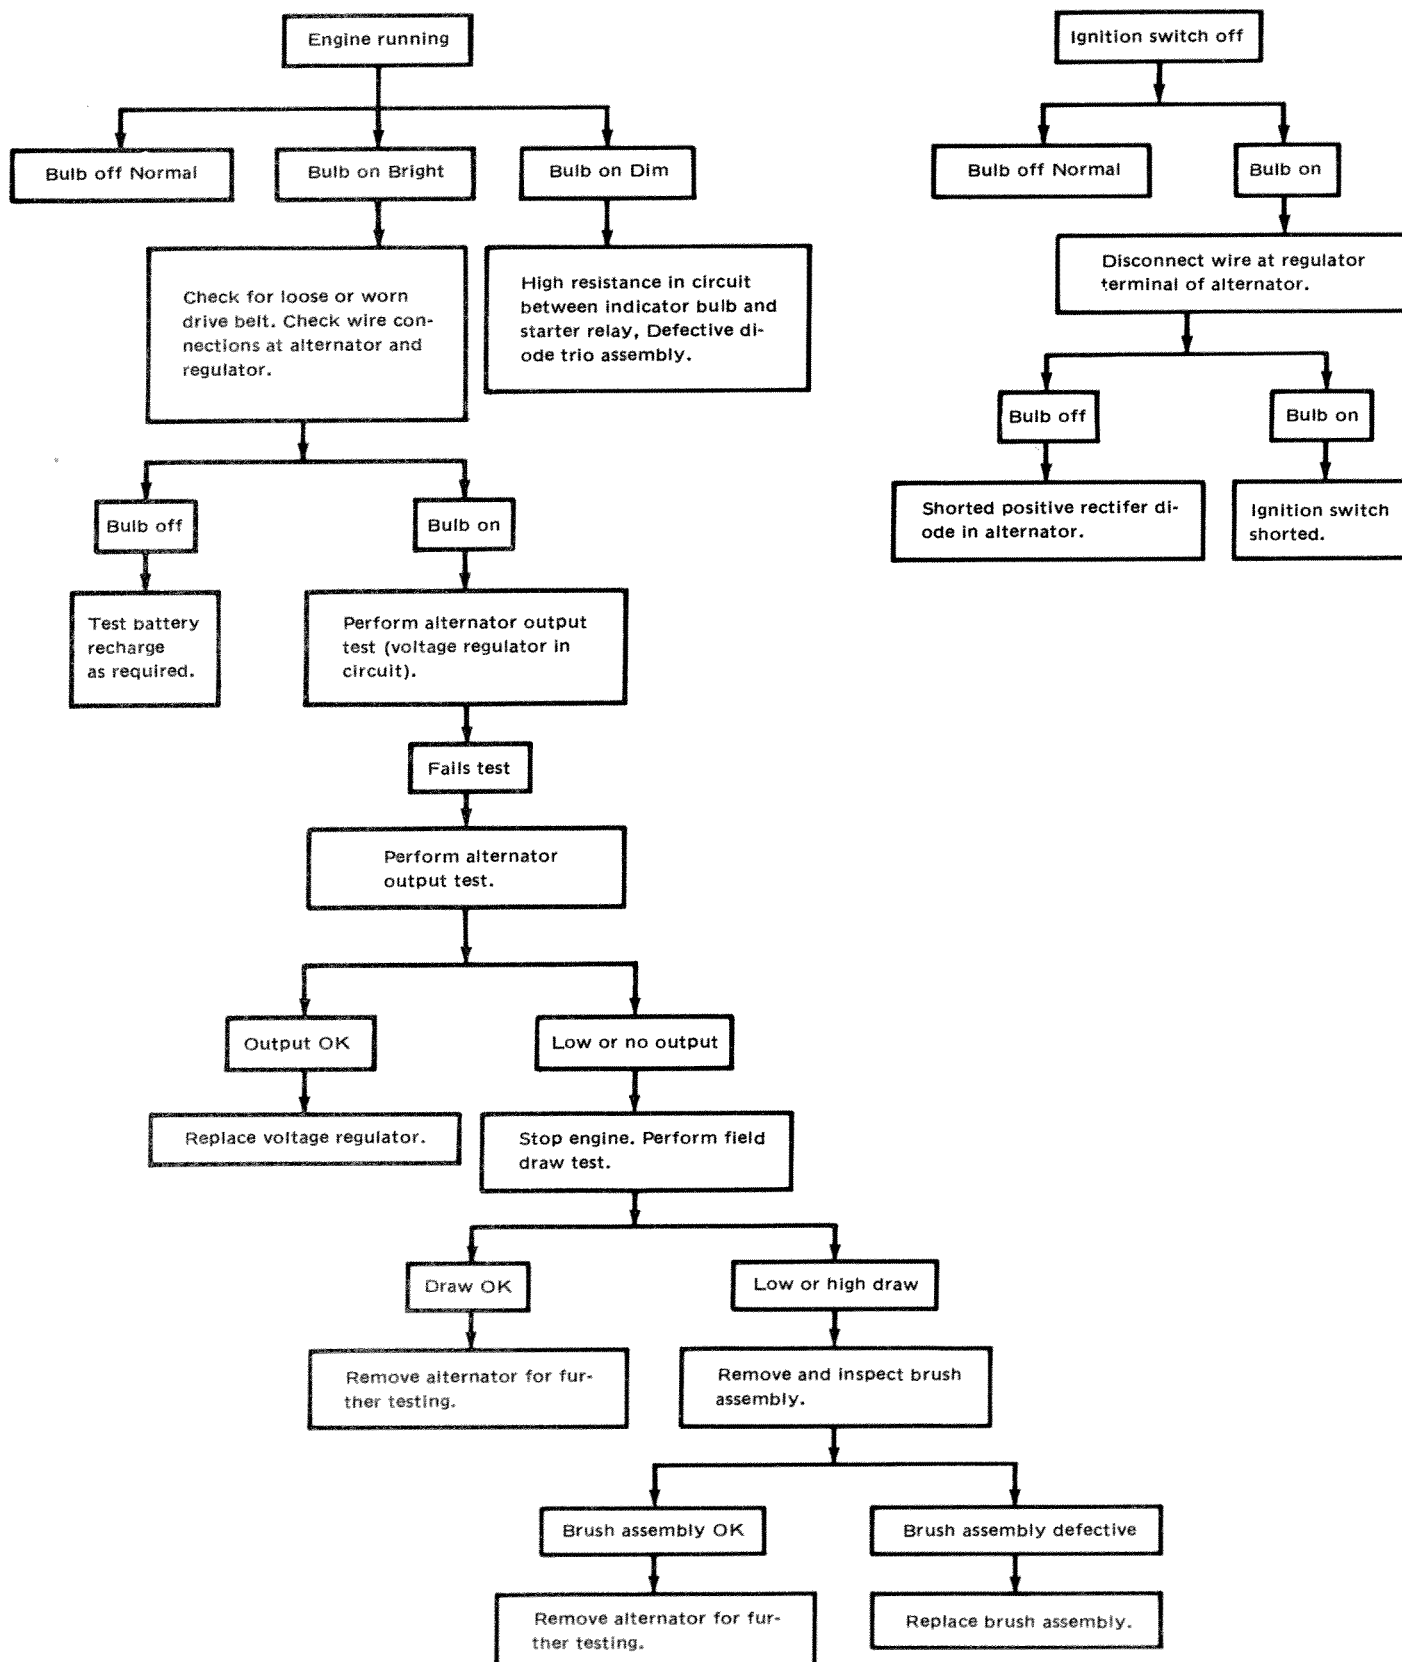 Engine running
Bulb off Normal
Bulb on Bright
Bulb on Dim
Check for loose or worn
drive belt. Check wire con-
nections at alternator and
regulator.
High resistance in circuit
between indicator bulb and
starter relay, Defective di-
ode trio assembly.
Bulb off
Bulb on
Test battery
recharge
as required.
Perform alternator output
test (voltage regulator in
circuit).
Fails test
Perform alternator
output test.
Output OK
Low or no output
Replace voltage regulator.
Stop engine. Perform field
draw test.
Draw OK
Low or high draw
Remove alternator for fur-
ther testing.
Remove and inspect brush
assembly.
Brush assembly OK
Brush assembly defective
Remove alternator for fur-
ther testing.
Replace brush assembly.
Ignition switch off
Bulb off Normal
Bulb on
Disconnect wire at regulator
terminal of alternator.
Bulb off
Bulb on
Shorted positive rectifer di-
ode in alternator.
Ignition switch
shorted.